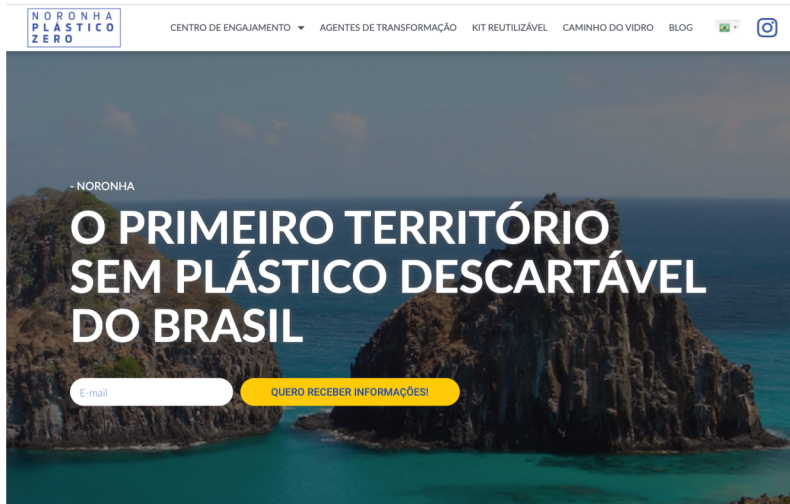 NORONHA
PLÁSTICO
ZERO
CENTRO DE ENGAJAMENTO AGENTES DE TRANSFORMAÇÃO KIT REUTILIZÁVEL CAMINHO DO VIDRO BLOG
- NORONHA
O PRIMEIRO TERRITÓRIO
SEM PLÁSTICO DESCARTÁVEL
DO BRASIL
E-mail QUERO RECEBER INFORMAÇÕES!